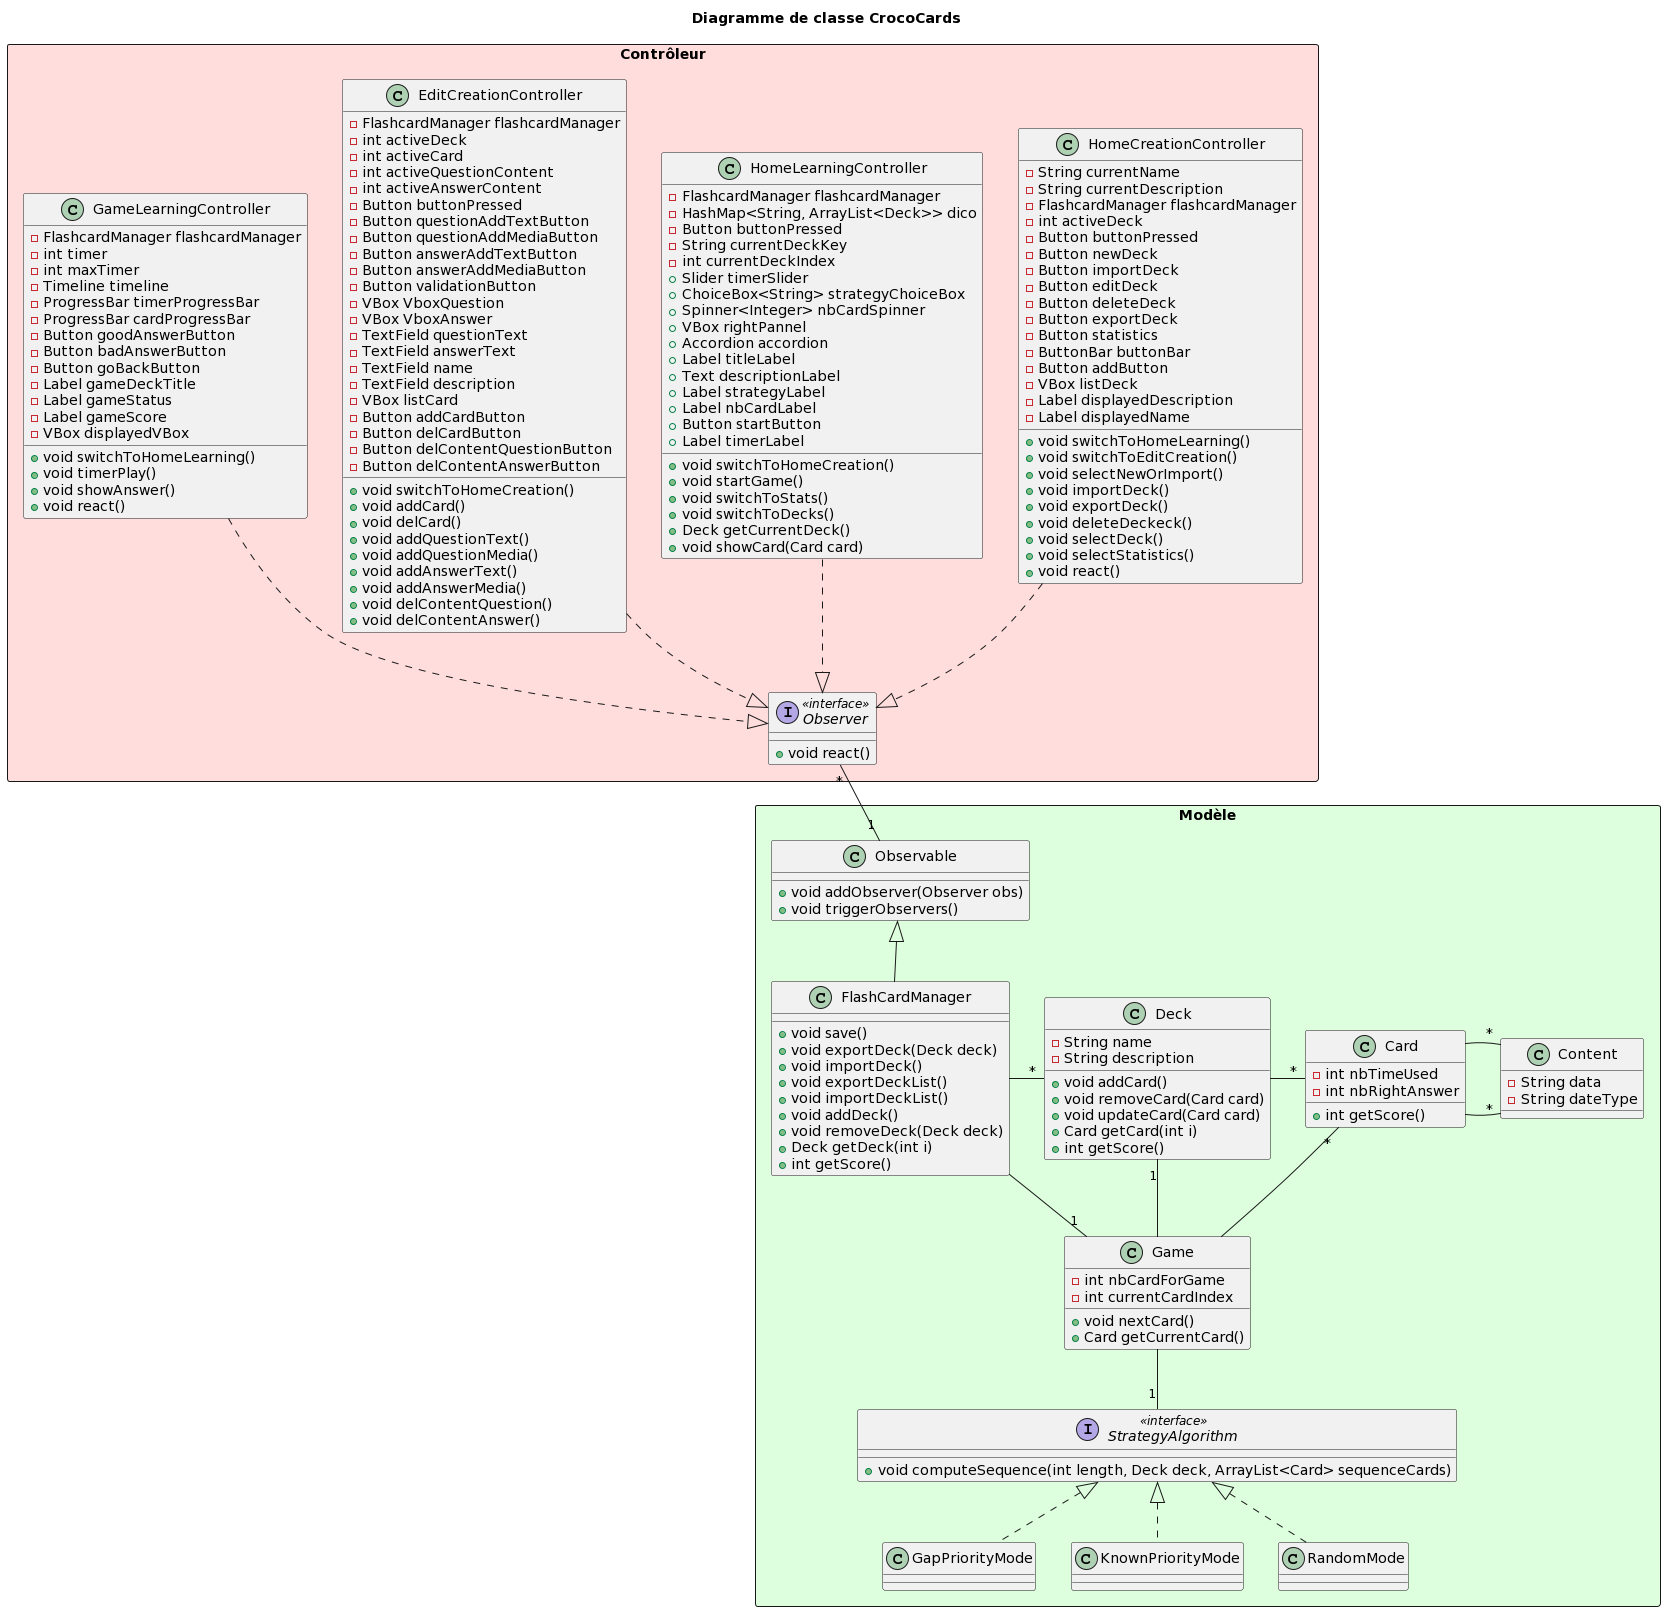 Diagramme de classe CrocoCards
Contrôleur
C GameLearningController
FlashcardManager flashcardManager
int timer
int maxTimer
Timeline timeline
ProgressBar timerProgressBar
ProgressBar cardProgressBar
Button goodAnswerButton
Button badAnswerButton
Button goBackButton
Label gameDeckTitle
Label gameStatus
Label gameScore
VBox displayedVBox
void switchToHomeLearning()
void timerPlay()
void showAnswer()
void react()
C EditCreationController
FlashcardManager flashcardManager
int activeDeck
int activeCard
int activeQuestionContent
int activeAnswerContent
Button buttonPressed
Button questionAddTextButton
Button questionAddMediaButton
Button answerAddTextButton
Button answerAddMediaButton
Button validationButton
VBox VboxQuestion
VBox VboxAnswer
TextField questionText
TextField answerText
TextField name
TextField description
VBox listCard
Button addCardButton
Button delCardButton
Button delContentQuestionButton
Button delContentAnswerButton
void switchToHomeCreation()
void addCard()
void delCard()
void addQuestionText()
void addQuestionMedia()
void addAnswerText()
void addAnswerMedia()
void delContentQuestion()
void delContentAnswer()
C HomeLearningController
FlashcardManager flashcardManager
HashMap<String, ArrayList<Deck>> dico
Button buttonPressed
String currentDeckKey
int currentDeckIndex
Slider timerSlider
ChoiceBox<String> strategyChoiceBox
Spinner<Integer> nbCardSpinner
VBox rightPannel
Accordion accordion
Label titleLabel
Text descriptionLabel
Label strategyLabel
Label nbCardLabel
Button startButton
Label timerLabel
void switchToHomeCreation()
void startGame()
void switchToStats()
void switchToDecks()
Deck getCurrentDeck()
void showCard(Card card)
C HomeCreationController
String currentName
String currentDescription
FlashcardManager flashcardManager
int activeDeck
Button buttonPressed
Button newDeck
Button importDeck
Button editDeck
Button deleteDeck
Button exportDeck
Button statistics
ButtonBar buttonBar
Button addButton
VBox listDeck
Label displayedDescription
Label displayedName
void switchToHomeLearning()
void switchToEditCreation()
void selectNewOrImport()
void importDeck()
void exportDeck()
void deleteDeckeck()
void selectDeck()
void selectStatistics()
void react()
I «interface»
Observer
void react()
*
1
Modèle
C Observable
void addObserver(Observer obs)
void triggerObservers()
C FlashCardManager
void save()
void exportDeck(Deck deck)
void importDeck()
void exportDeckList()
void importDeckList()
void addDeck()
void removeDeck(Deck deck)
Deck getDeck(int i)
int getScore()
*
C Deck
String name
String description
void addCard()
void removeCard(Card card)
void updateCard(Card card)
Card getCard(int i)
int getScore()
*
C Card
int nbTimeUsed
int nbRightAnswer
int getScore()
*
*
C Content
String data
String dateType
1
1
*
C Game
int nbCardForGame
int currentCardIndex
void nextCard()
Card getCurrentCard()
1
I «interface»
StrategyAlgorithm
void computeSequence(int length, Deck deck, ArrayList<Card> sequenceCards)
C GapPriorityMode
C KnownPriorityMode
C RandomMode